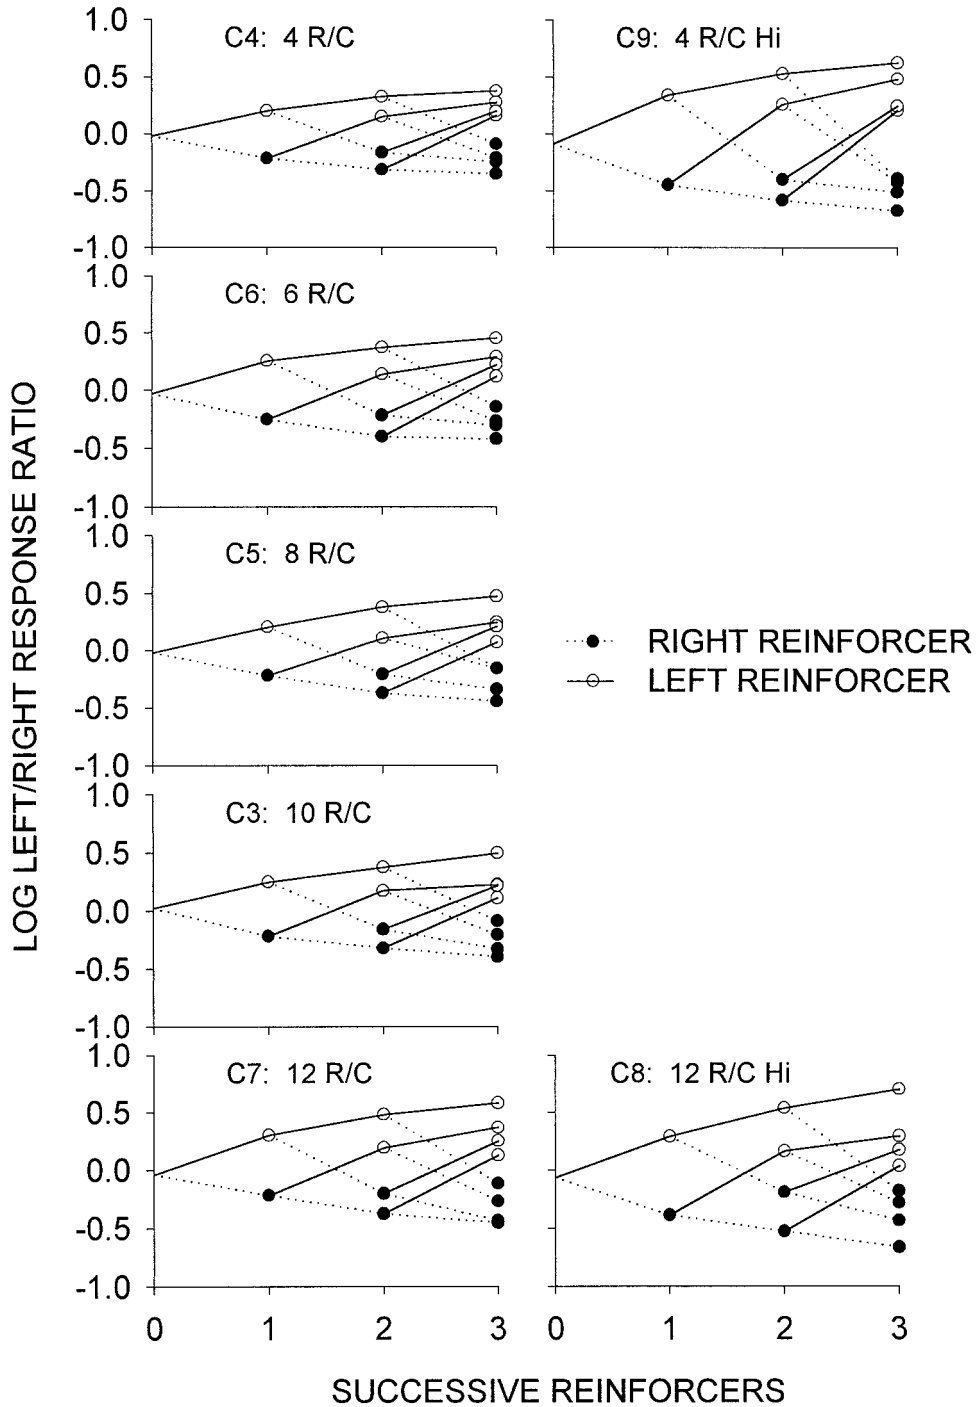 1.0
0.5
0.0
-0.5
-1.0
C4: 4 R/C
C9: 4 R/C Hi
1.0
0.5
0.0
-0.5
-1.0
C6: 6 R/C
1.0
0.5
0.0
-0.5
-1.0
C5: 8 R/C
RIGHT REINFORCER
LEFT REINFORCER
1.0
0.5
0.0
-0.5
-1.0
C3: 10 R/C
1.0
0.5
0.0
-0.5
-1.0
C7: 12 R/C
C8: 12 R/C Hi
0 1 2 3
0 1 2 3
LOG LEFT/RIGHT RESPONSE RATIO
SUCCESSIVE REINFORCERS